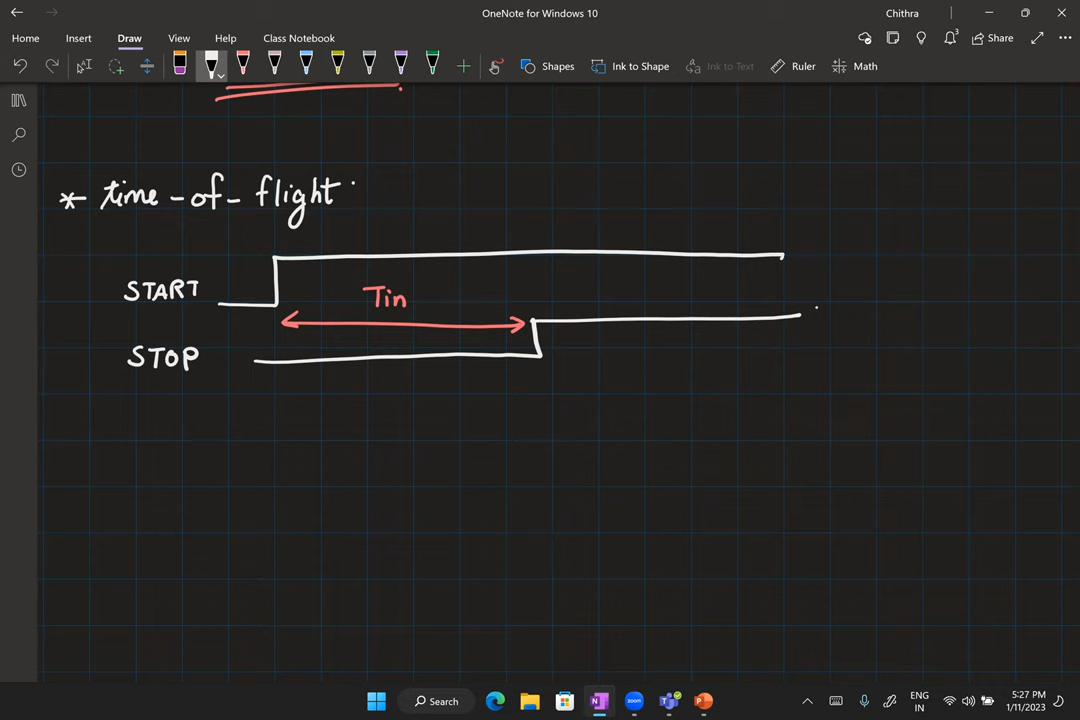 OneNote for Windows 10
Chithra
Home Insert Draw View Help Class Notebook
Share
Shapes Ink to Shape Ink to Text Ruler Math
* time-of-flight
START
Tin
STOP
Search
zoom
ENG
IN
5:27 PM
1/11/2023